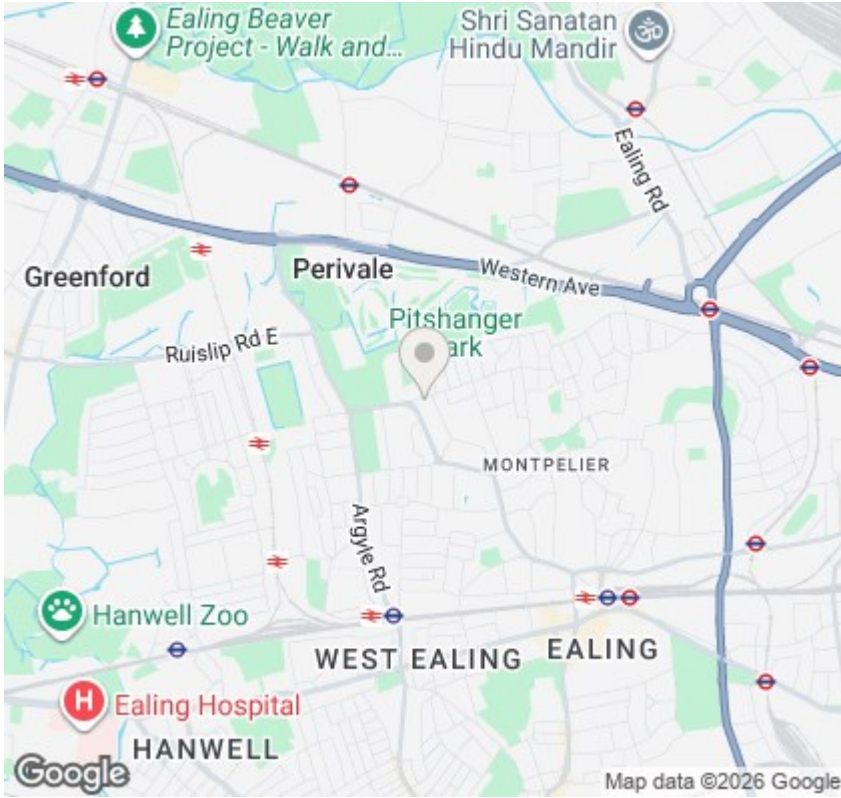 Ealing Beaver
Project - Walk and...
Shri Sanatan
Hindu Mandir
Ealing Rd
Greenford
Perivale
Western Ave
Pitshanger
ark
Ruislip Rd E
MONTPELIER
Argyle Rd
Hanwell Zoo
WEST EALING
EALING
H
Ealing Hospital
HANWELL
Google
Map data ©2026 Google